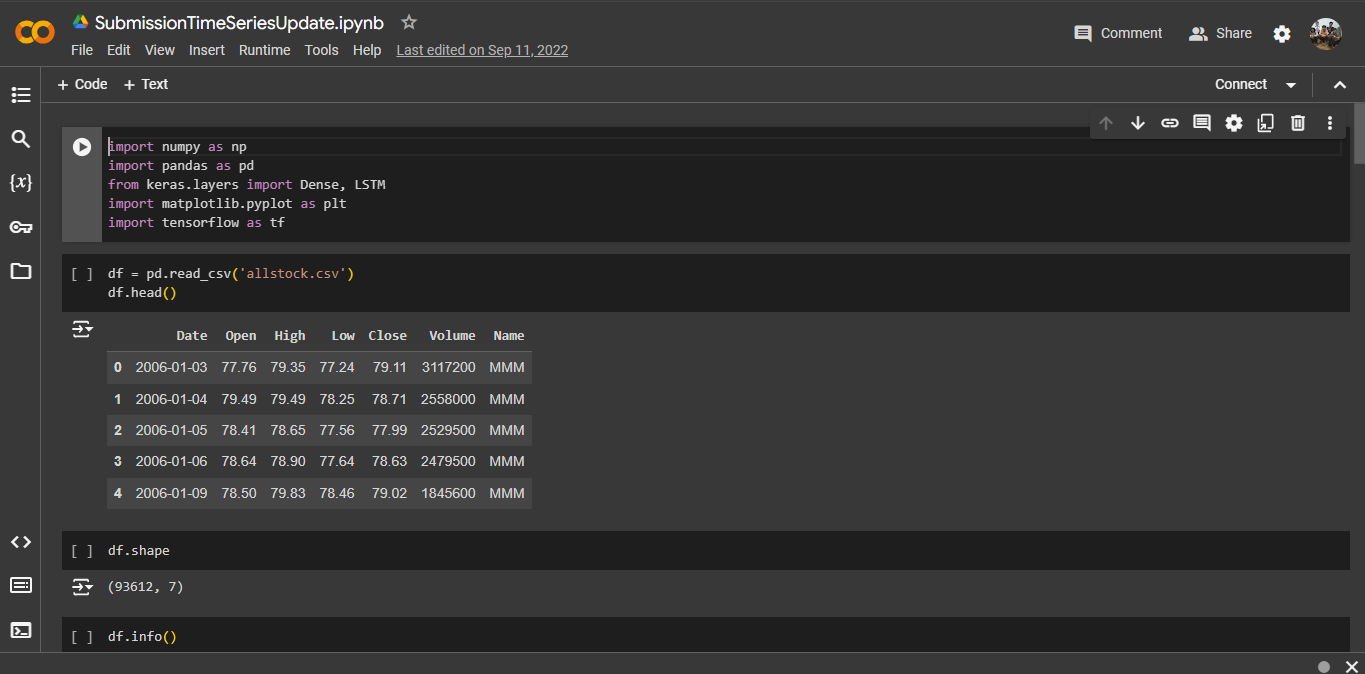 SubmissionTimeSeriesUpdate.ipynb
File Edit View Insert Runtime Tools Help Last edited on Sep 11, 2022
Comment Share
+ Code + Text
Connect
{x}
import numpy as np
import pandas as pd
from keras.layers import Dense, LSTM
import matplotlib.pyplot as plt
import tensorflow as tf
[ ] df = pd.read_csv('allstock.csv')
df.head()
Date Open High Low Close Volume Name
0 2006-01-03 77.76 79.35 77.24 79.11 3117200 MMM
1 2006-01-04 79.49 79.49 78.25 78.71 2558000 MMM
2 2006-01-05 78.41 78.65 77.56 77.99 2529500 MMM
3 2006-01-06 78.64 78.90 77.64 78.63 2479500 MMM
4 2006-01-09 78.50 79.83 78.46 79.02 1845600 MMM
[ ] df.shape
(93612, 7)
[ ] df.info()